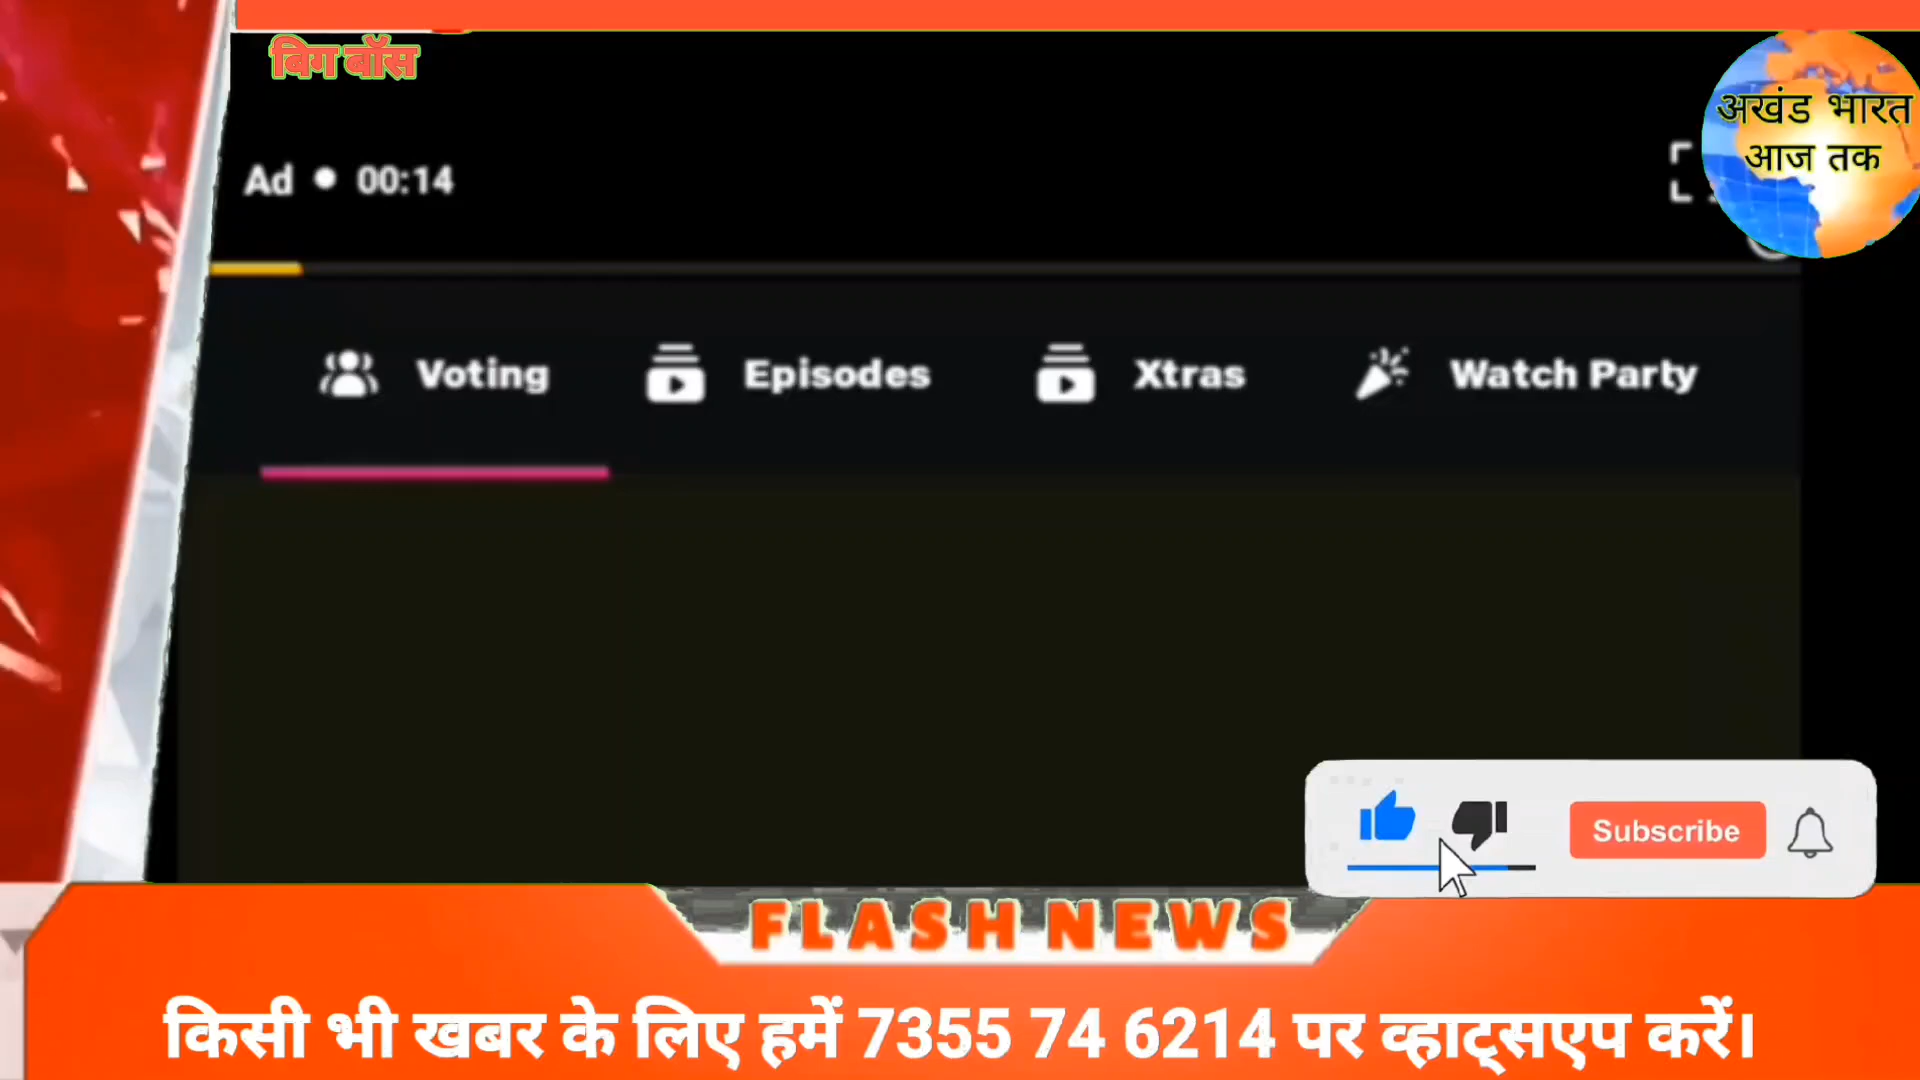 बिग बॉस
अखंड भारत
आज तक
Ad • 00:14
Voting Episodes Xtras Watch Party
Subscribe
FLASH NEWS
किसी भी खबर के लिए हमें 7355 74 6214 पर व्हाट्सएप करें।